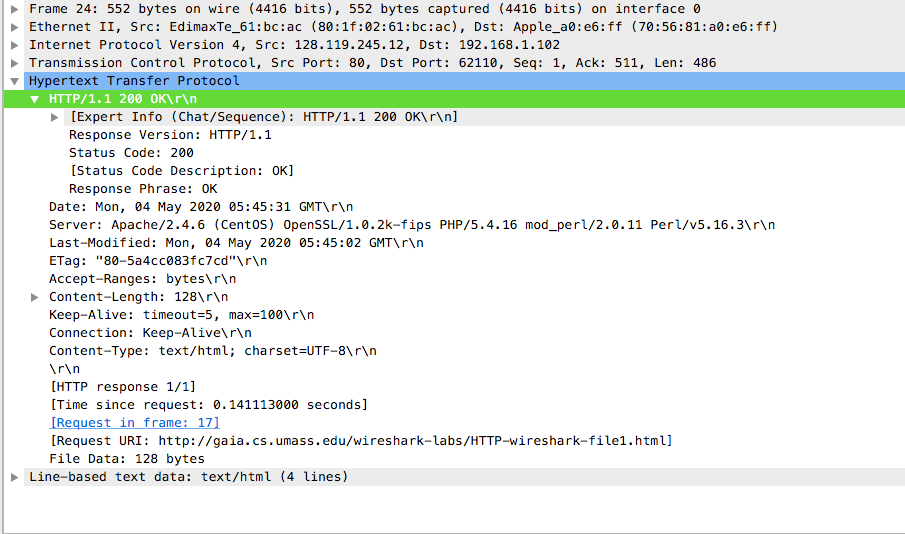 Frame 24: 552 bytes on wire (4416 bits), 552 bytes captured (4416 bits) on interface 0
Ethernet II, Src: EdimaxTe_61:bc:ac (80:1f:02:61:bc:ac), Dst: Apple_a0:e6:ff (70:56:81:a0:e6:ff)
Internet Protocol Version 4, Src: 128.119.245.12, Dst: 192.168.1.102
Transmission Control Protocol, Src Port: 80, Dst Port: 62110, Seq: 1, Ack: 511, Len: 486
Hypertext Transfer Protocol
HTTP/1.1 200 OK\r\n
[Expert Info (Chat/Sequence): HTTP/1.1 200 OK\r\n]
Response Version: HTTP/1.1
Status Code: 200
[Status Code Description: OK]
Response Phrase: OK
Date: Mon, 04 May 2020 05:45:31 GMT\r\n
Server: Apache/2.4.6 (CentOS) OpenSSL/1.0.2k-fips PHP/5.4.16 mod_perl/2.0.11 Perl/v5.16.3\r\n
Last-Modified: Mon, 04 May 2020 05:45:02 GMT\r\n
ETag: "80-5a4cc083fc7cd"\r\n
Accept-Ranges: bytes\r\n
Content-Length: 128\r\n
Keep-Alive: timeout=5, max=100\r\n
Connection: Keep-Alive\r\n
Content-Type: text/html; charset=UTF-8\r\n
\r\n
[HTTP response 1/1]
[Time since request: 0.141113000 seconds]
[Request in frame: 17]
[Request URI: http://gaia.cs.umass.edu/wireshark-labs/HTTP-wireshark-file1.html]
File Data: 128 bytes
Line-based text data: text/html (4 lines)